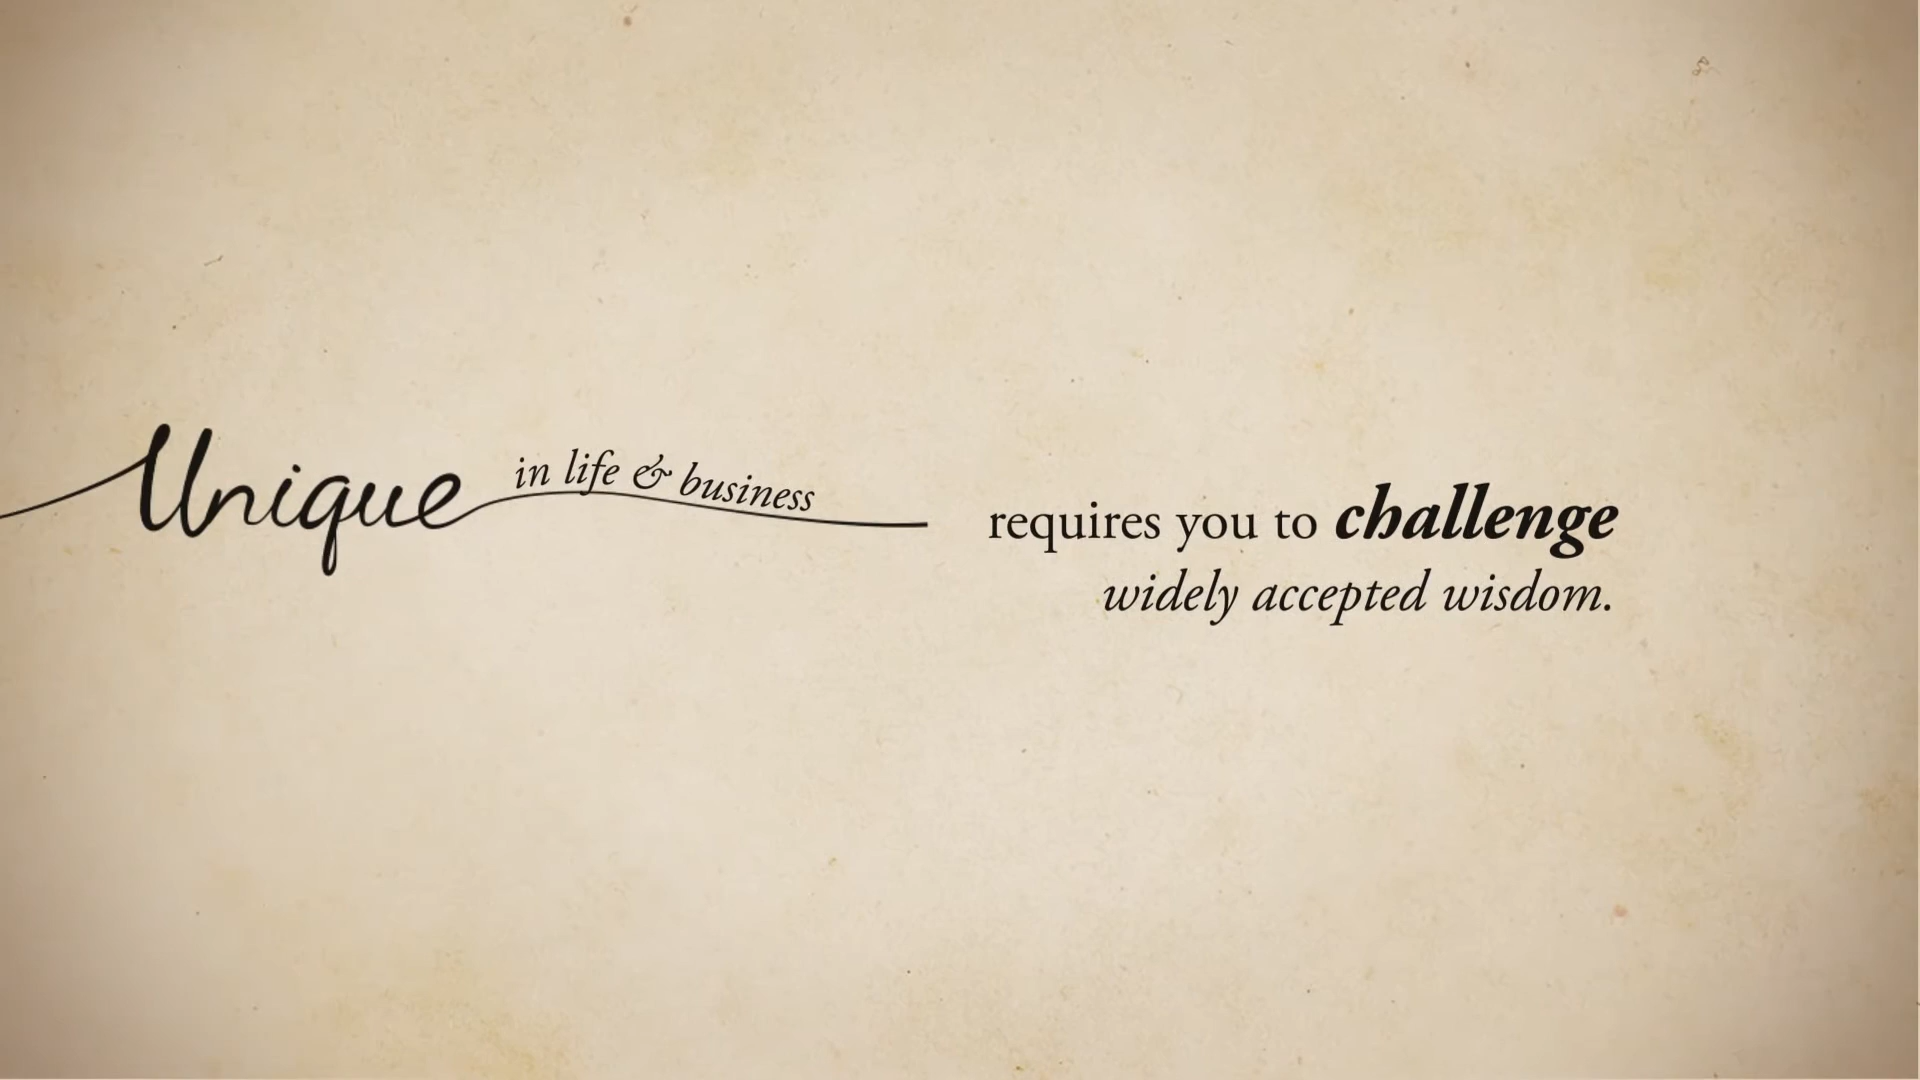 Unique in life & business requires you to challenge
widely accepted wisdom.